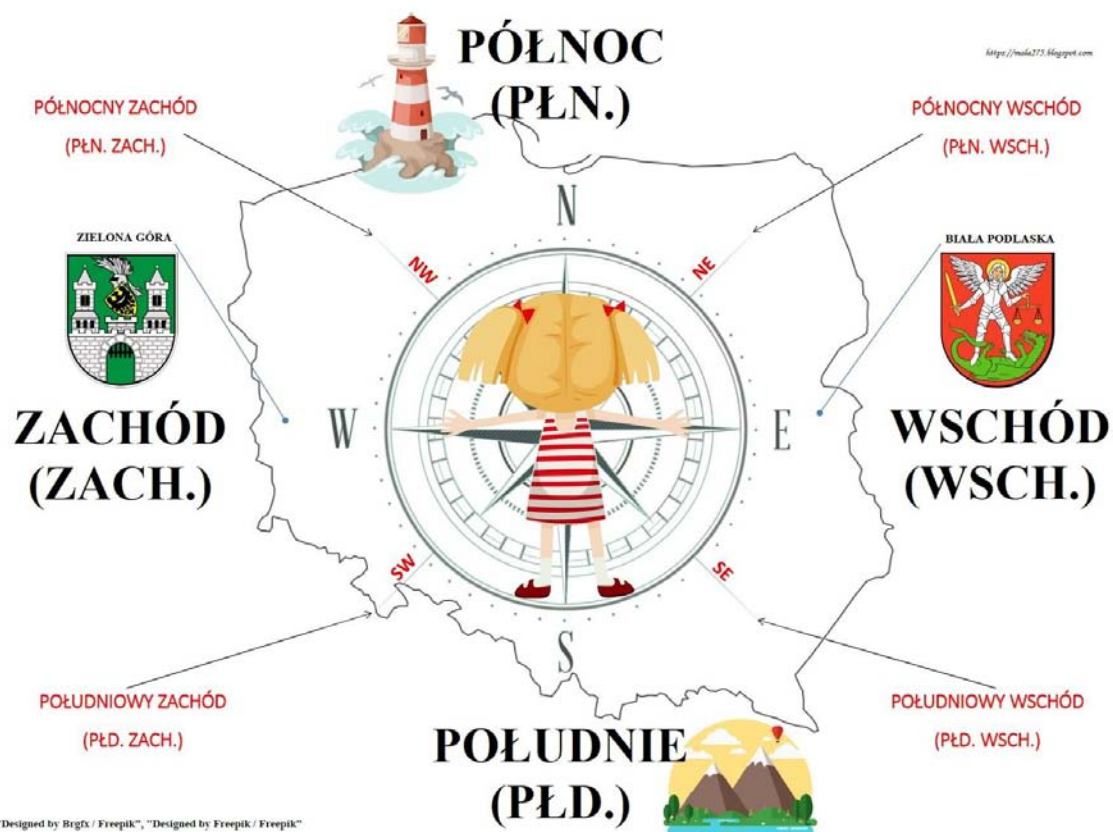 PÓŁNOC
(PŁN.)
https://mala275.blogspot.com
PÓŁNOCNY ZACHÓD
(PŁN. ZACH.)
PÓŁNOCNY WSCHÓD
(PŁN. WSCH.)
N
ZIELONA GÓRA
BIAŁA PODLASKA
NW
NE
ZACHÓD
(ZACH.)
W
E
WSCHÓD
(WSCH.)
SW
SE
S
POŁUDNIOWY ZACHÓD
(PŁD. ZACH.)
POŁUDNIOWY WSCHÓD
(PŁD. WSCH.)
POŁUDNIE
(PŁD.)
"Designed by Brgfx / Freepik", "Designed by Freepik / Freepik"